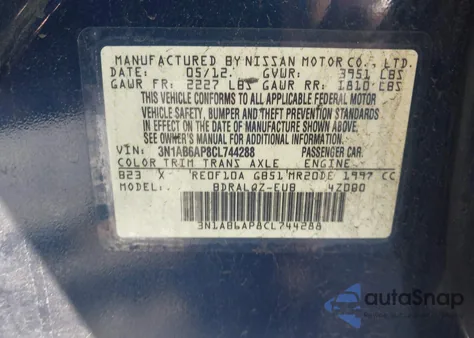 MANUFACTURED BY NISSAN MOTOR CO., LTD.
DATE: 05/12. GVWR: 3951 LBS
GAWR FR: 2227 LBS GAWR RR: 1810 LBS
THIS VEHICLE CONFORMS TO ALL APPLICABLE FEDERAL MOTOR
VEHICLE SAFETY, BUMPER AND THEFT PREVENTION STANDARDS
IN EFFECT ON THE DATE OF MANUFACTURE SHOWN ABOVE.
SEE OWNER'S MANUAL FOR ADDITIONAL INFORMATION.
VIN: 3N1AB6AP8CL744288 PASSENGER CAR.
COLOR TRIM TRANS AXLE ENGINE
B23 X RE0F10A GB51 MR20DE 1997 CC
MODEL: BDRALQZ-EUB 4Z000
3N1AB6AP8CL744288
autoSnap